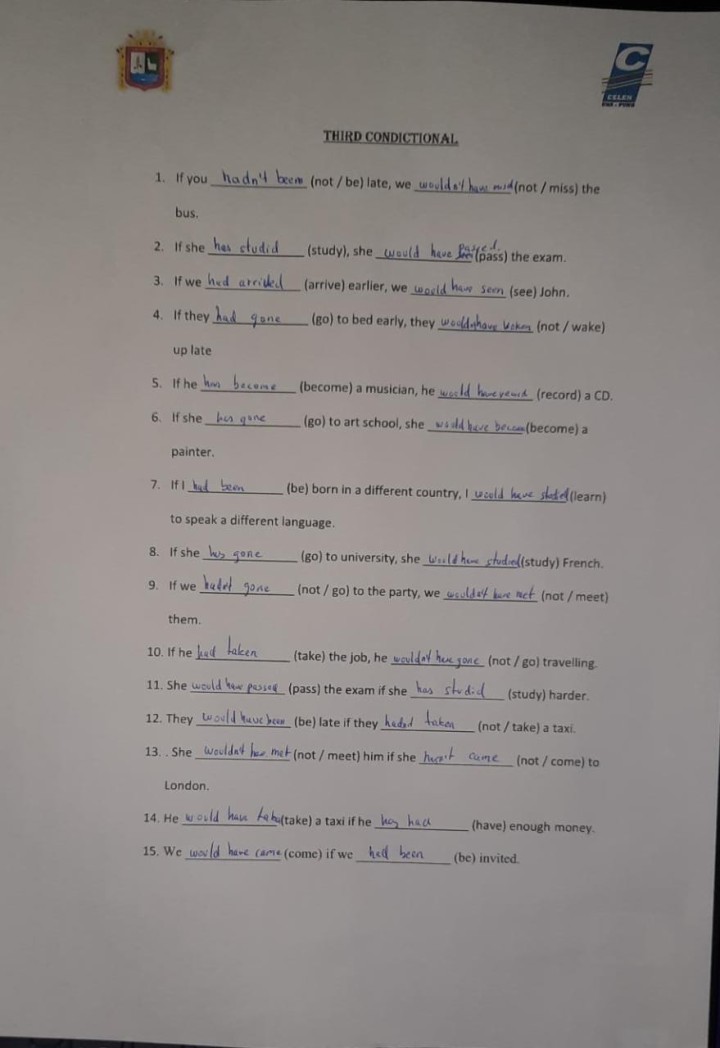 CELEN
UNA - PUNO
THIRD CONDICTIONAL
1. If you hadn't been (not / be) late, we wouldn't have misd (not / miss) the
bus.
2. If she has studid (study), she would have passed (pass) the exam.
3. If we had arrived (arrive) earlier, we would have seen (see) John.
4. If they had gone (go) to bed early, they (not / wake)
up late
5. If he has become (become) a musician, he would have (record) a CD.
6. If she has gone (go) to art school, she would have become (become) a
painter.
7. If I had been (be) born in a different country, I would have studied (learn)
to speak a different language.
8. If she has gone (go) to university, she would have studied (study) French.
9. If we hadn't gone (not / go) to the party, we wouldn't have met (not / meet)
them.
10. If he had taken (take) the job, he wouldn't have gone (not / go) travelling.
11. She would have passed (pass) the exam if she has studid (study) harder.
12. They would have been (be) late if they hadn't taken (not / take) a taxi.
13. . She wouldn't have met (not / meet) him if she came (not / come) to
London.
14. He would have (take) a taxi if he has had (have) enough money.
15. We would have came (come) if we had been (be) invited.